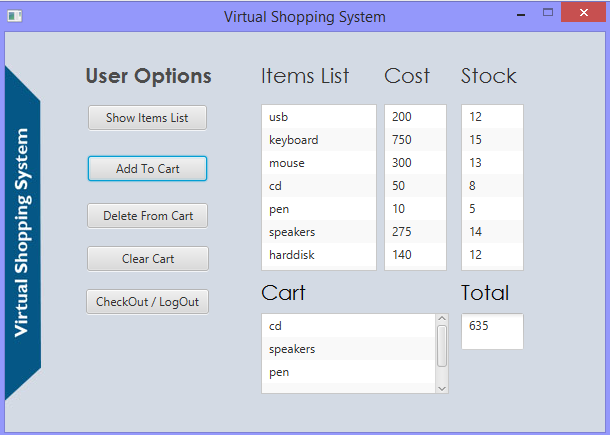 Virtual Shopping System
Virtual Shopping System
User Options
Show Items List
Add To Cart
Delete From Cart
Clear Cart
CheckOut / LogOut
Items List Cost Stock
usb 200 12
keyboard 750 15
mouse 300 13
cd 50 8
pen 10 5
speakers 275 14
harddisk 140 12
Cart Total
cd 635
speakers
pen